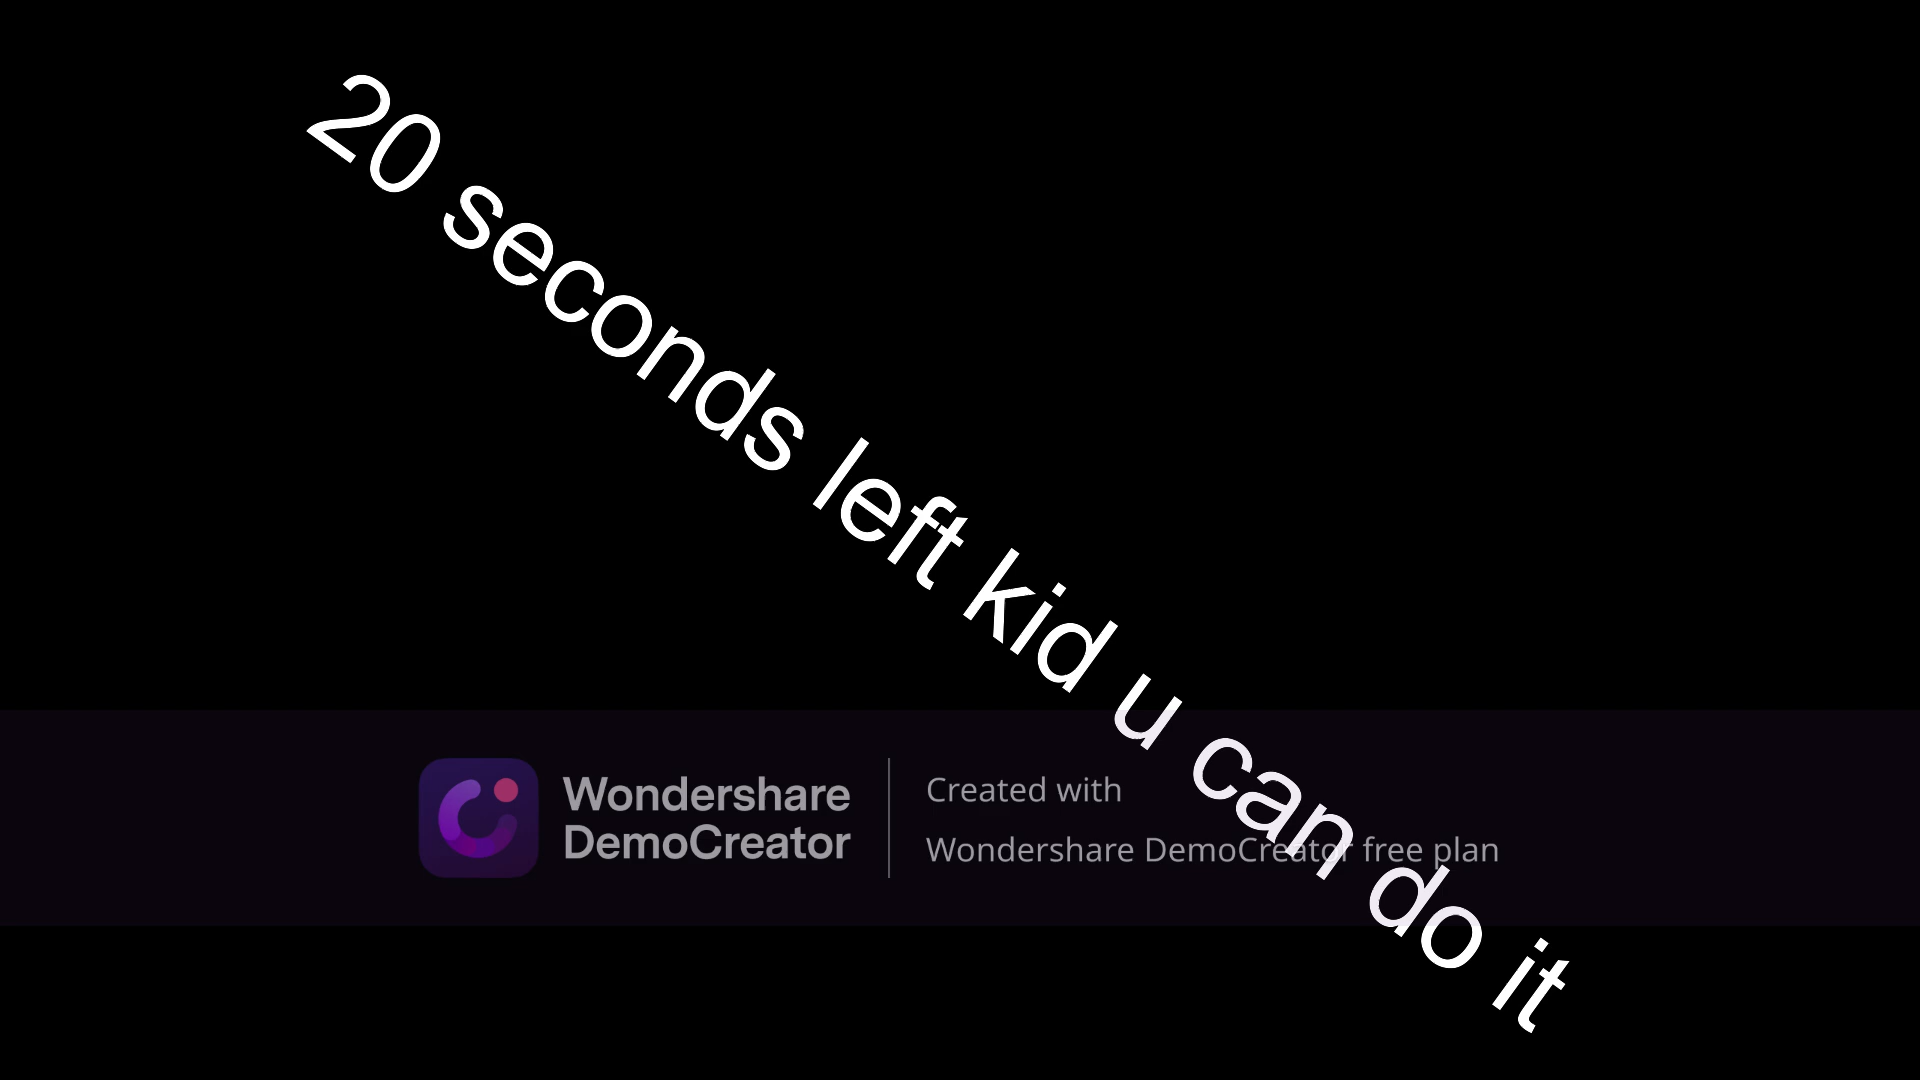 20 seconds left kid u can do it
Wondershare
DemoCreator
Created with
Wondershare DemoCreator free plan